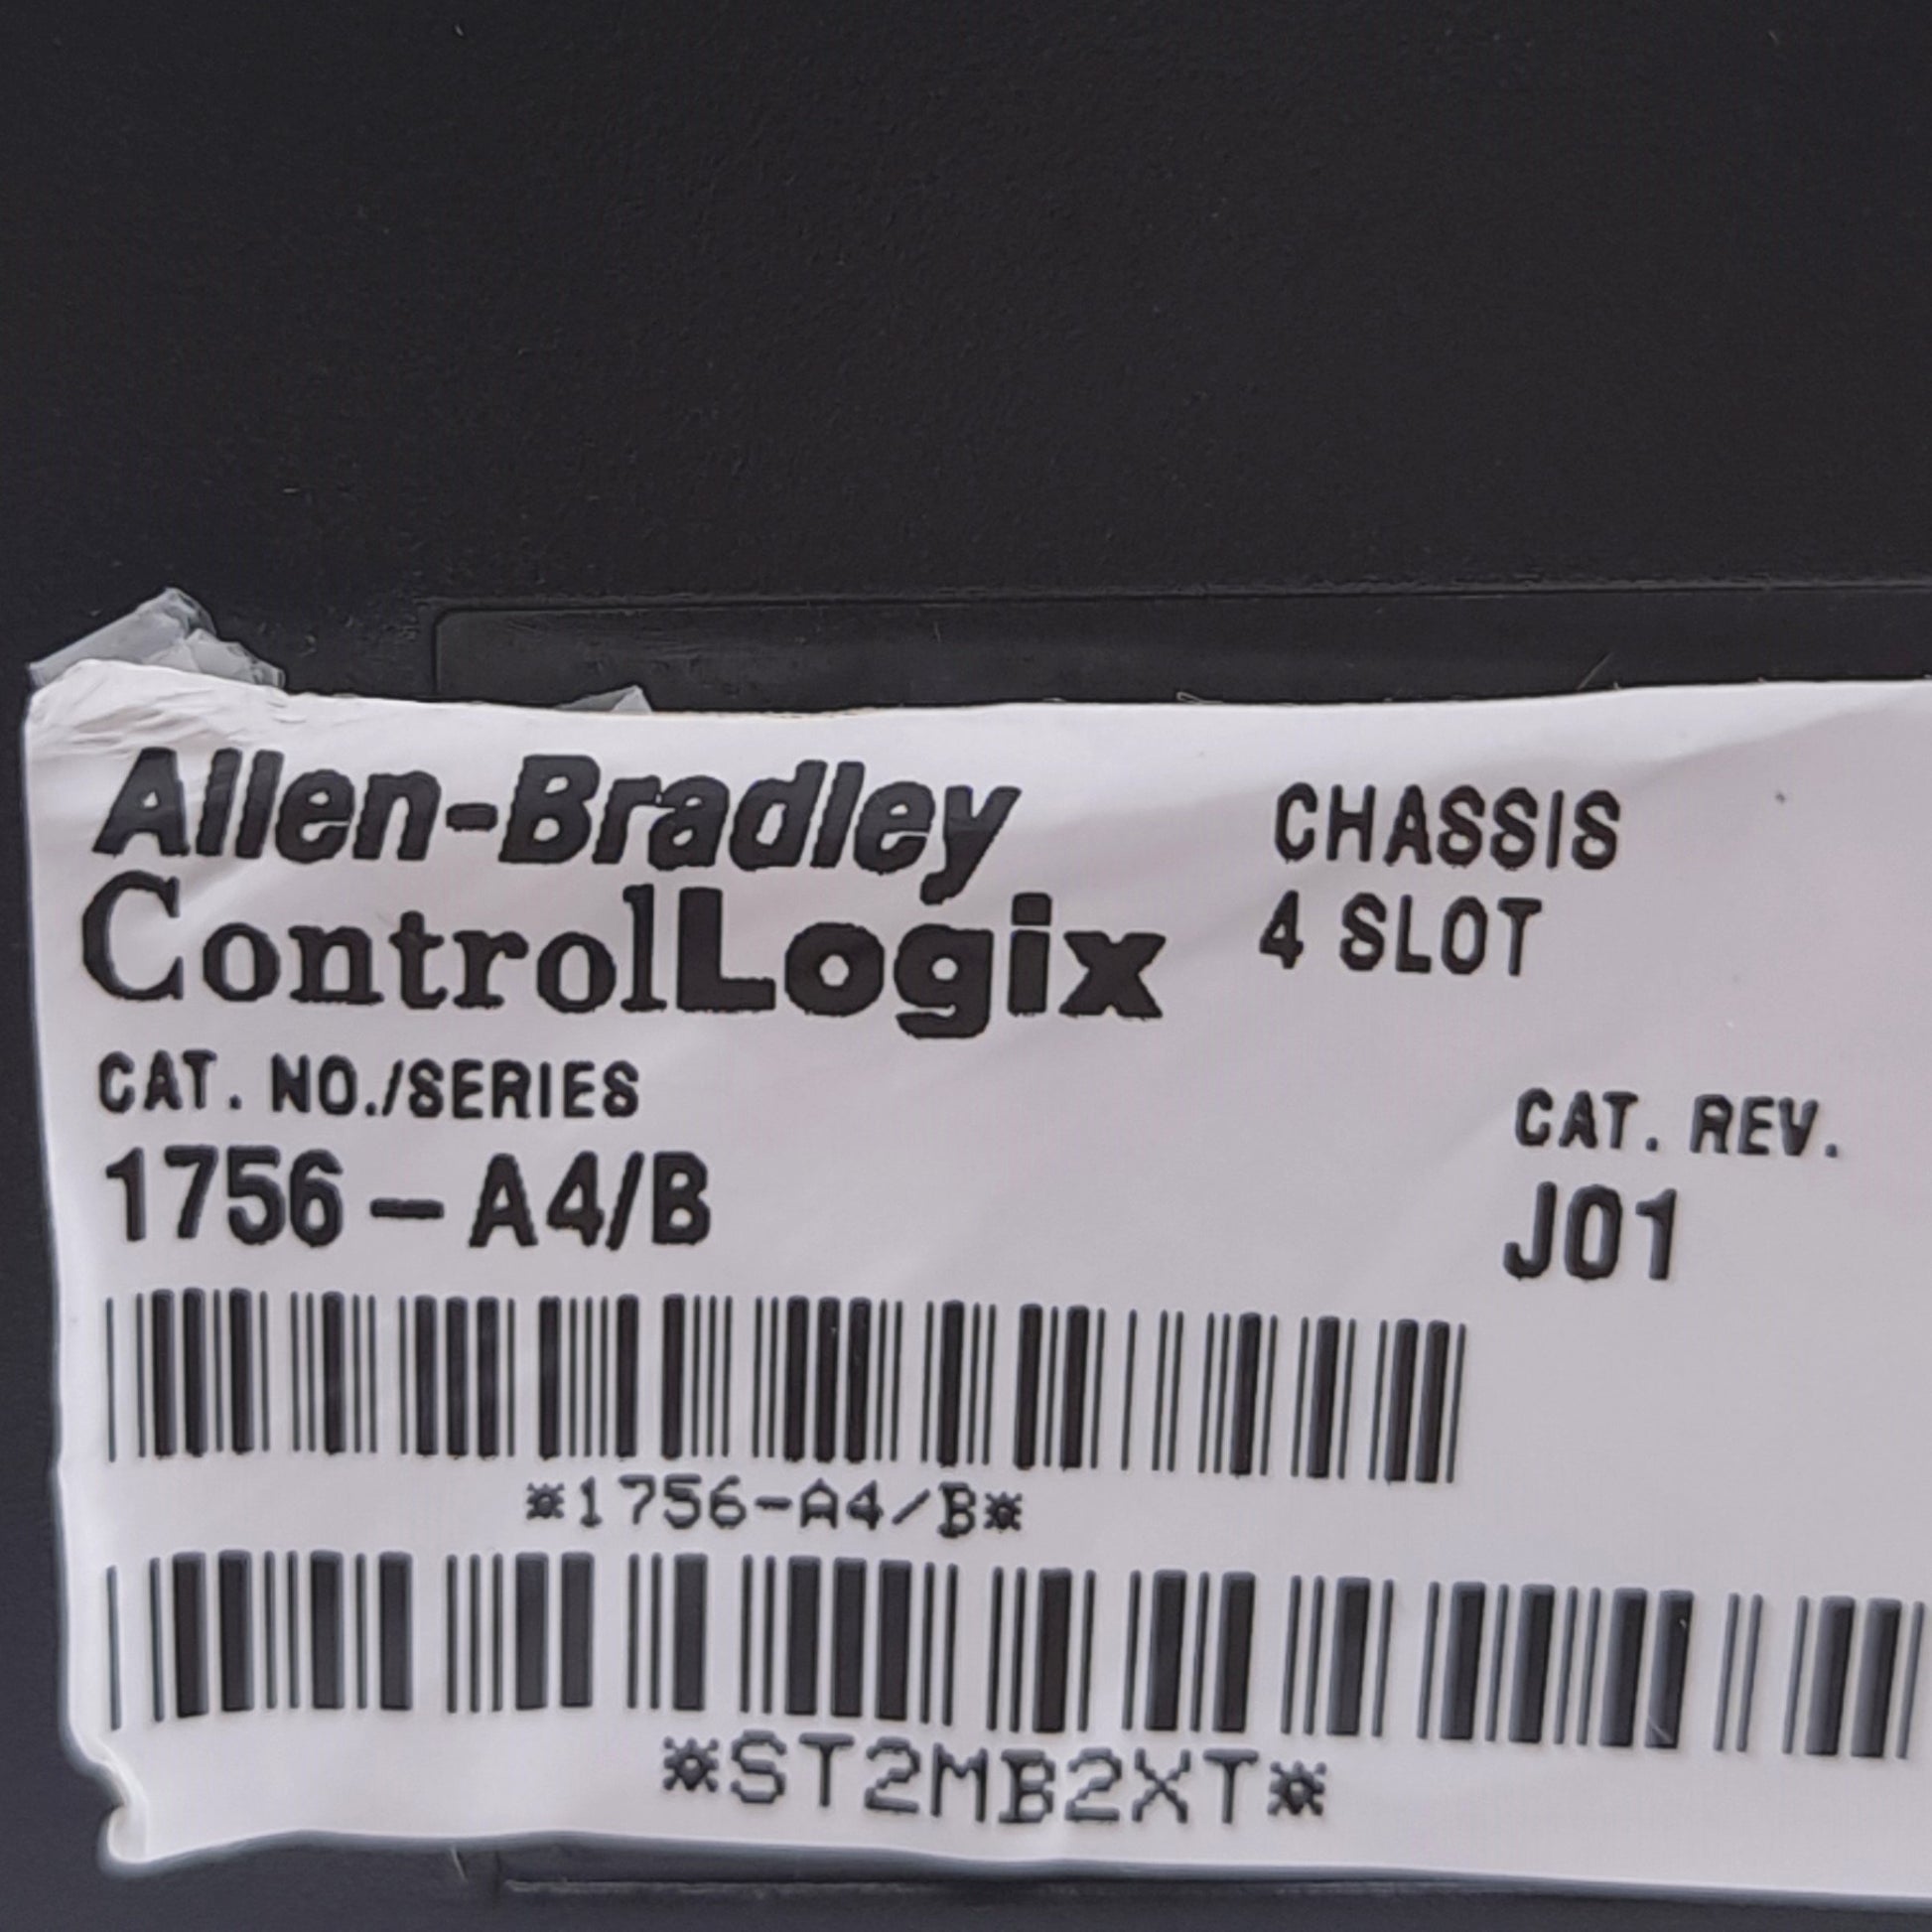 Allen-Bradley
ControlLogix
CHASSIS
4 SLOT
CAT. NO./SERIES
1756-A4/B
CAT. REV.
J01
*1756-A4/B*
*ST2MB2XT*